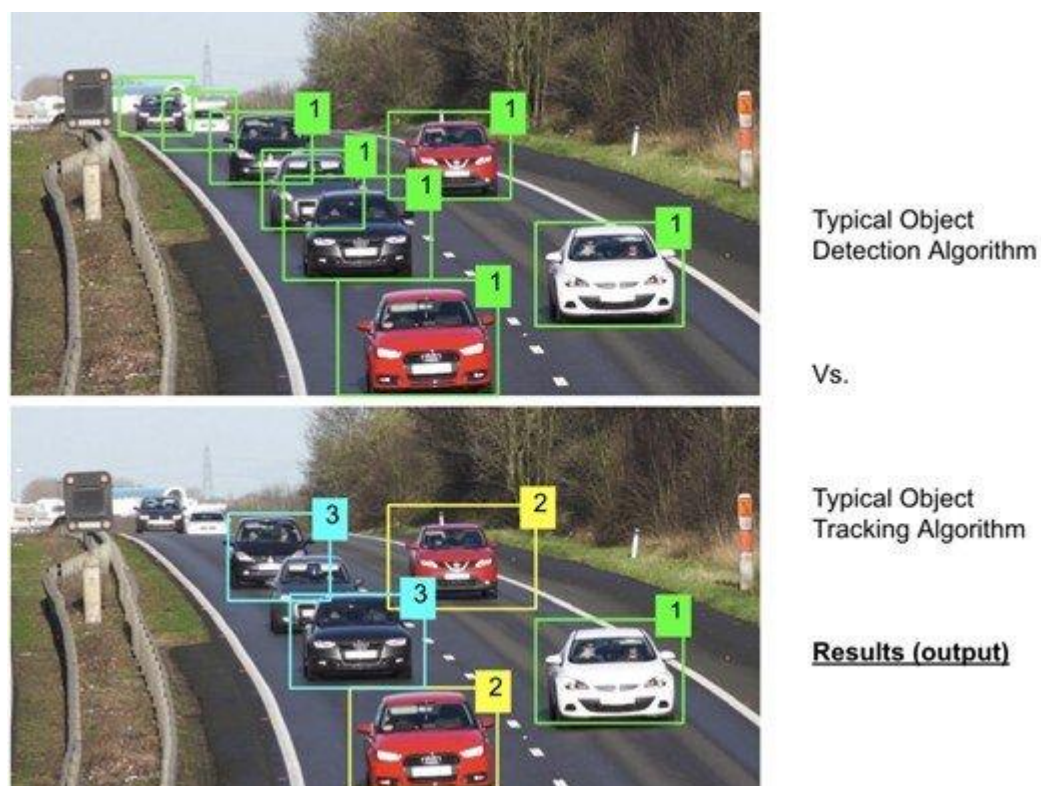 1
1
1
1
1
1
Typical Object
Detection Algorithm
Vs.
3
2
3
1
2
Typical Object
Tracking Algorithm
Results (output)